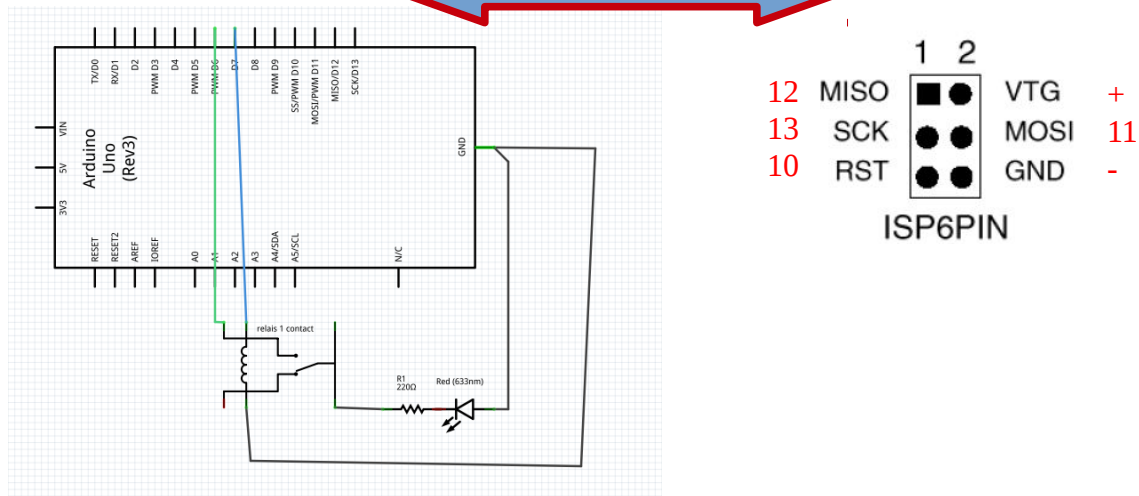 TX/D0
RX/D1
D2
PWM D3
D4
PWM D5
PWM D6
D7
D8
PWM D9
SS/PWM D10
MOSI/PWM D11
MISO/D12
SCK/D13
VIN
5V
3V3
Arduino
Uno
(Rev3)
GND
RESET
RESET2
AREF
IOREF
A0
A1
A2
A3
A4/SDA
A5/SCL
N/C
relais 1 contact
R1
220Ω
Red (633nm)
1 2
12 MISO VTG +
13 SCK MOSI 11
10 RST GND -
ISP6PIN